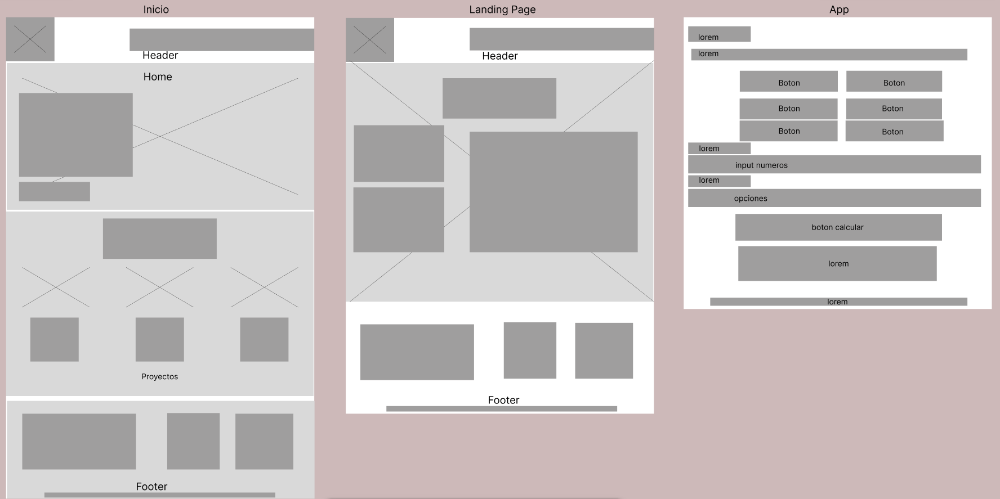 Inicio
Header
Home
Proyectos
Footer
Landing Page
Header
Footer
App
lorem
lorem
Boton Boton
Boton Boton
Boton Boton
lorem
input numeros
lorem
opciones
boton calcular
lorem
lorem